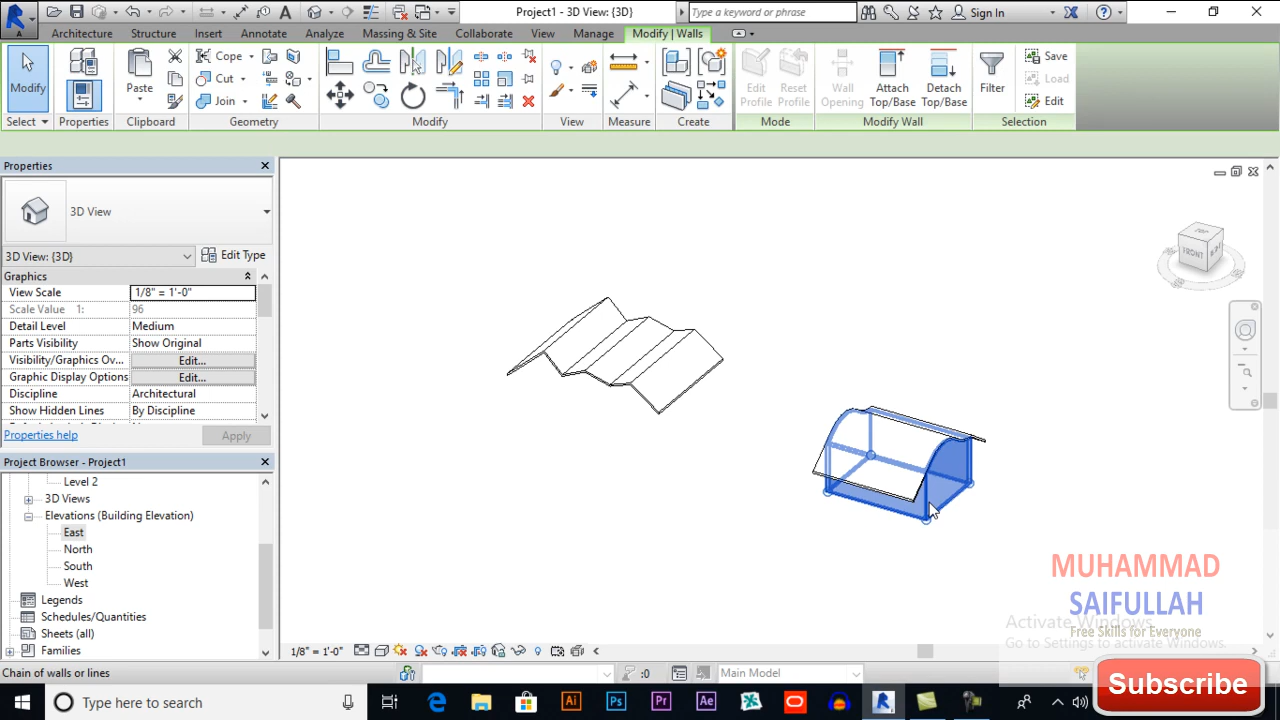 Project1 - 3D View: {3D}
Type a keyword or phrase
Sign In
Architecture
Structure
Insert
Annotate
Analyze
Massing & Site
Collaborate
View
Manage
Modify | Walls
Modify
Select
Properties
Paste
Clipboard
Cope
Cut
Join
Geometry
Modify
View
Measure
Create
Edit
Profile
Reset
Profile
Mode
Wall
Opening
Attach
Top/Base
Detach
Top/Base
Modify Wall
Filter
Save
Load
Edit
Selection
Properties
3D View
3D View: {3D}
Edit Type
Graphics
View Scale 1/8" = 1'-0"
Scale Value 1: 96
Detail Level Medium
Parts Visibility Show Original
Visibility/Graphics Ov... Edit...
Graphic Display Options Edit...
Discipline Architectural
Show Hidden Lines By Discipline
Properties help
Apply
Project Browser - Project1
Level 2
3D Views
Elevations (Building Elevation)
East
North
South
West
Legends
Schedules/Quantities
Sheets (all)
Families
TOP
FRONT
MUHAMMAD
SAIFULLAH
Free Skills for Everyone
Activate Windows
Go to Settings to activate Windows.
Subscribe
1/8" = 1'-0"
Chain of walls or lines
:0
Main Model
Type here to search
Ai
Ps
Pr
Ae